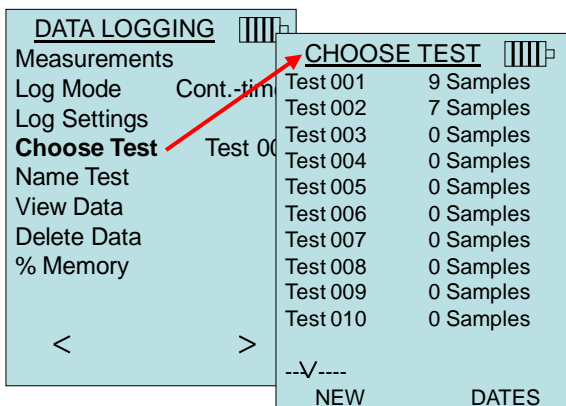 DATA LOGGING
Measurements
Log Mode Cont.-time
Log Settings
Choose Test Test 00
Name Test
View Data
Delete Data
% Memory
< >
CHOOSE TEST
Test 001 9 Samples
Test 002 7 Samples
Test 003 0 Samples
Test 004 0 Samples
Test 005 0 Samples
Test 006 0 Samples
Test 007 0 Samples
Test 008 0 Samples
Test 009 0 Samples
Test 010 0 Samples
--V----
NEW DATES